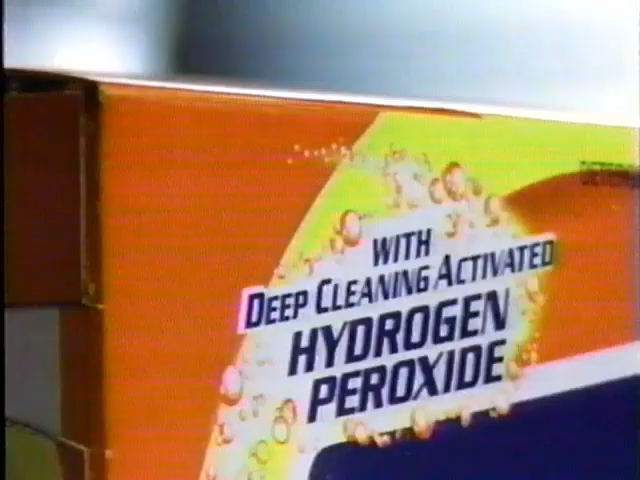 WITH
DEEP CLEANING ACTIVATED
HYDROGEN
PEROXIDE